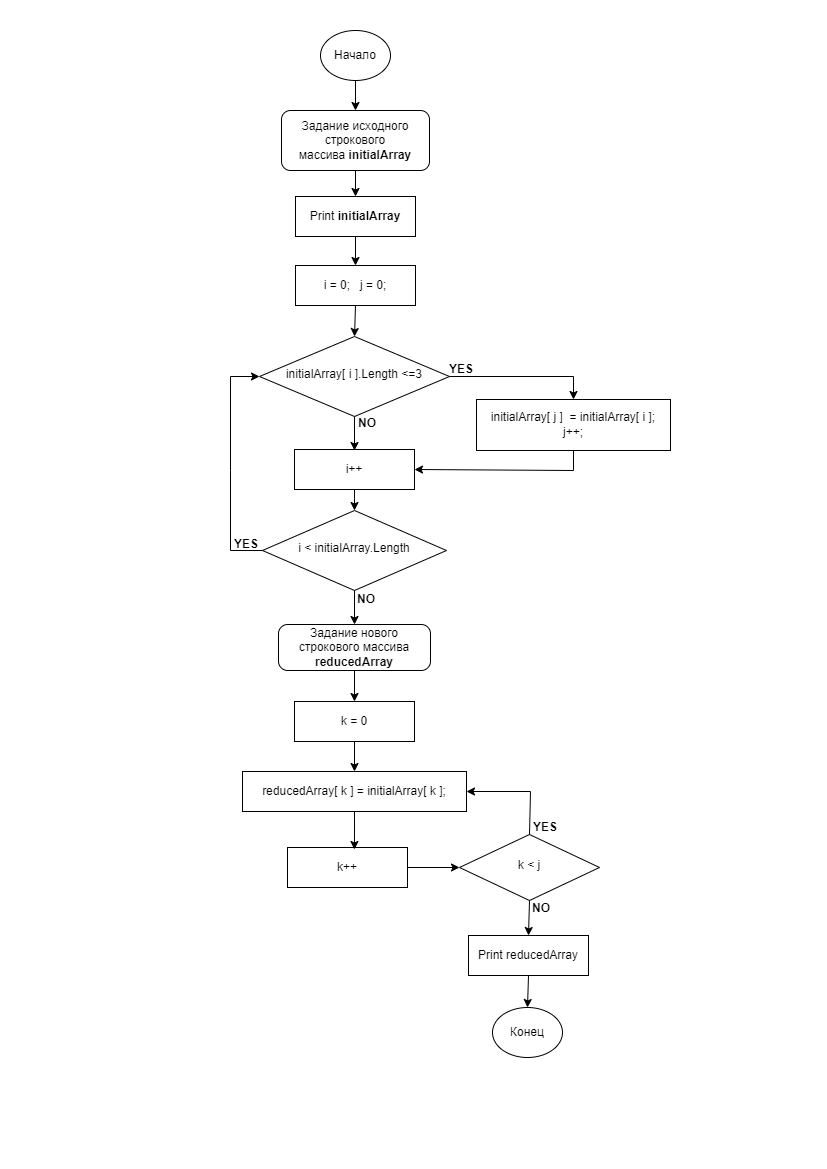 Начало
Задание исходного
строкового
массива initialArray
Print initialArray
i = 0;   j = 0;
initialArray[ i ].Length <=3
YES
NO
initialArray[ j ]  = initialArray[ i ];
j++;
i++
i < initialArray.Length
YES
NO
Задание нового
строкового массива
reducedArray
k = 0
reducedArray[ k ] = initialArray[ k ];
YES
k++
k < j
NO
Print reducedArray
Конец